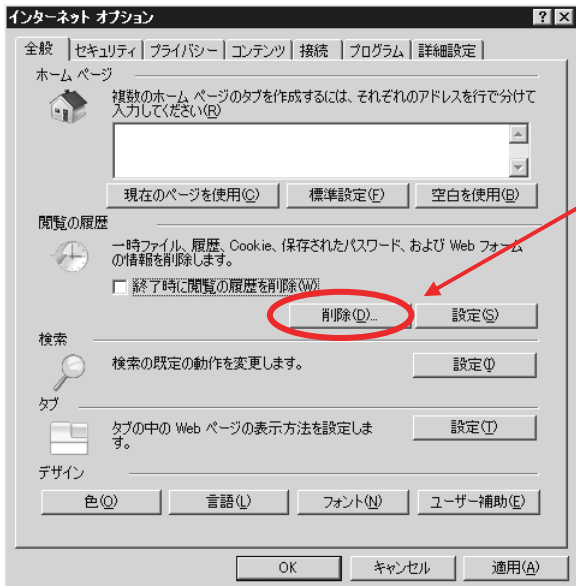 インターネット オプション
全般 セキュリティ プライバシー コンテンツ 接続 プログラム 詳細設定
ホーム ページ
複数のホーム ページのタブを作成するには、それぞれのアドレスを行で分けて
入力してください(R)
現在のページを使用(C) 標準設定(F) 空白を使用(B)
閲覧の履歴
一時ファイル、履歴、Cookie、保存されたパスワード、および Web フォーム
の情報を削除します。
終了時に閲覧の履歴を削除(W)
削除(D)... 設定(S)
検索
検索の既定の動作を変更します。 設定(I)
タブ
タブの中の Web ページの表示方法を設定しま
す。
設定(T)
デザイン
色(O) 言語(L) フォント(N) ユーザー補助(E)
OK キャンセル 適用(A)